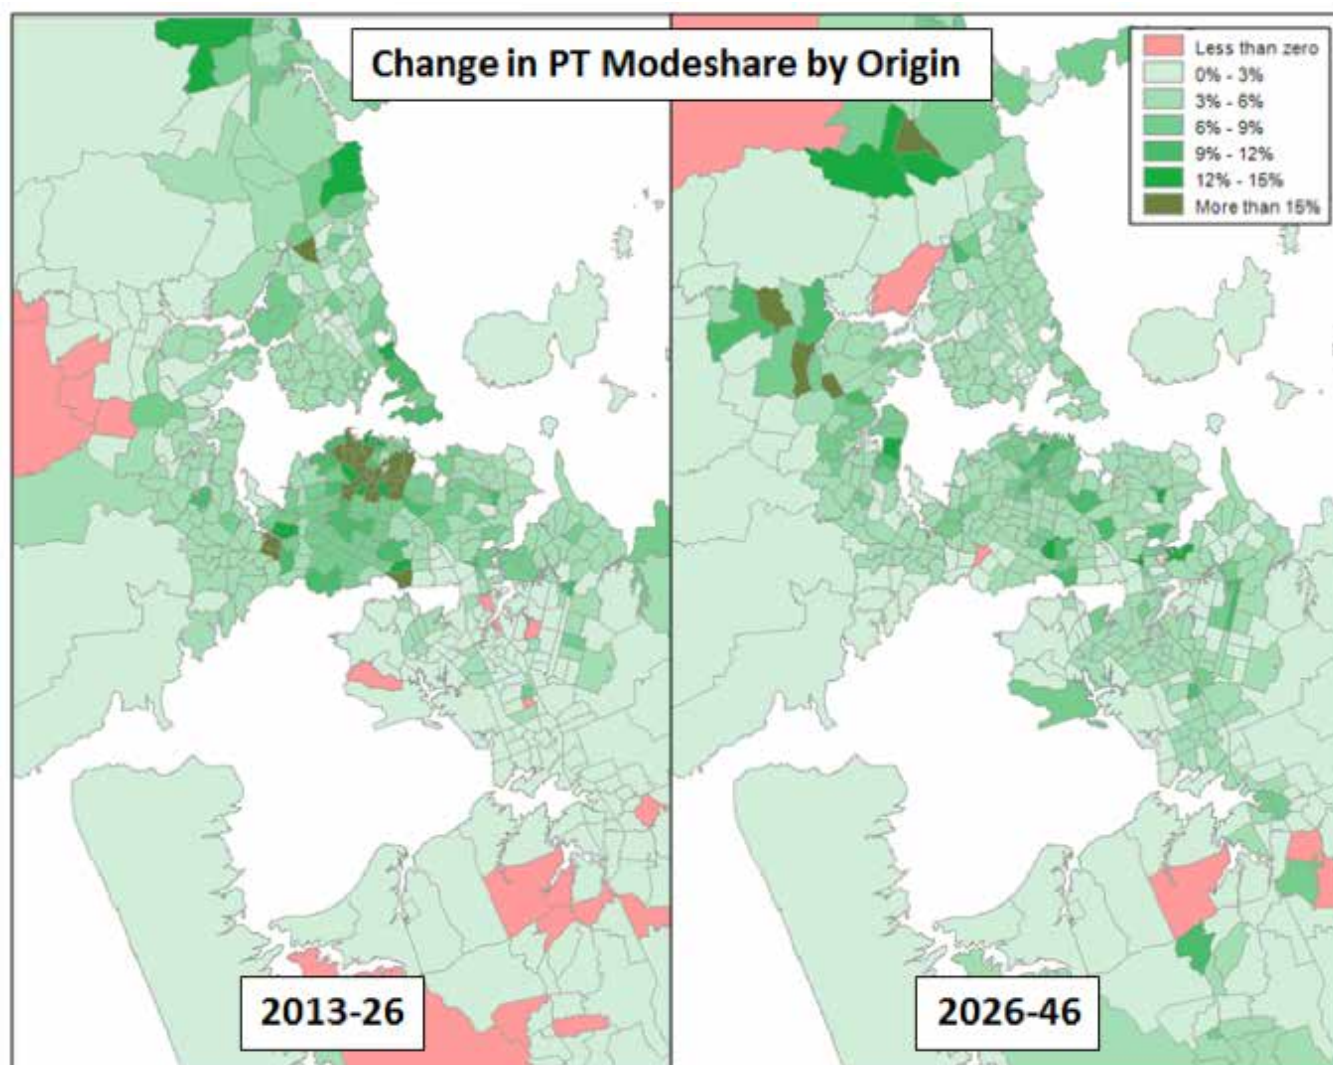 Change in PT Modeshare by Origin
Less than zero
0% - 3%
3% - 6%
6% - 9%
9% - 12%
12% - 15%
More than 15%
2013-26
2026-46